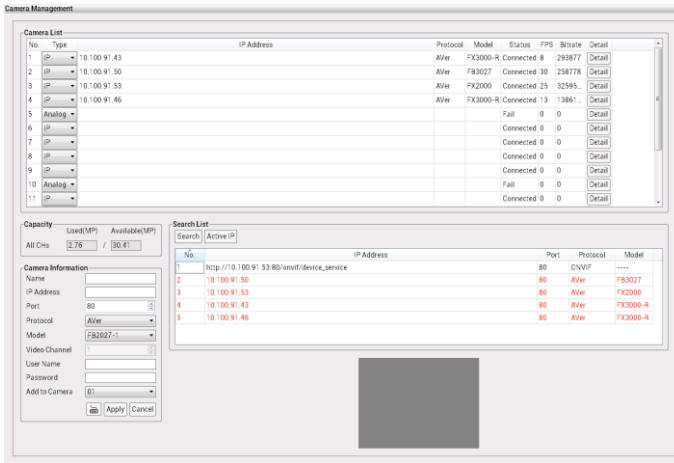 Camera Management
Camera List
No. Type IP Address Protocol Model Status FPS Bitrate Detail
1 IP 10.100.91.43 AVer FX3000-R Connected 8 293877 Detail
2 IP 10.100.91.50 AVer FB3027 Connected 30 258778 Detail
3 IP 10.100.91.53 AVer FX2000 Connected 25 32595... Detail
4 IP 10.100.91.46 AVer FX3000-R Connected 13 13861... Detail
5 Analog Fail 0 0 Detail
6 IP Connected 0 0 Detail
7 IP Connected 0 0 Detail
8 IP Connected 0 0 Detail
9 IP Connected 0 0 Detail
10 Analog Fail 0 0 Detail
11 IP Connected 0 0 Detail
Capacity
Used(MP) Available(MP)
All CHs 2.76 / 30.41
Camera Information
Name
IP Address
Port 80
Protocol AVer
Model FB2027-1
Video Channel 1
User Name
Password
Add to Camera 01
Apply Cancel
Search List
Search Active IP
No. IP Address Port Protocol Model
1 http://10.100.91.53:80/onvif/device_service 80 ONVIF ----
2 10.100.91.50 80 AVer FB3027
3 10.100.91.53 80 AVer FX2000
4 10.100.91.43 80 AVer FX3000-R
5 10.100.91.46 80 AVer FX3000-R